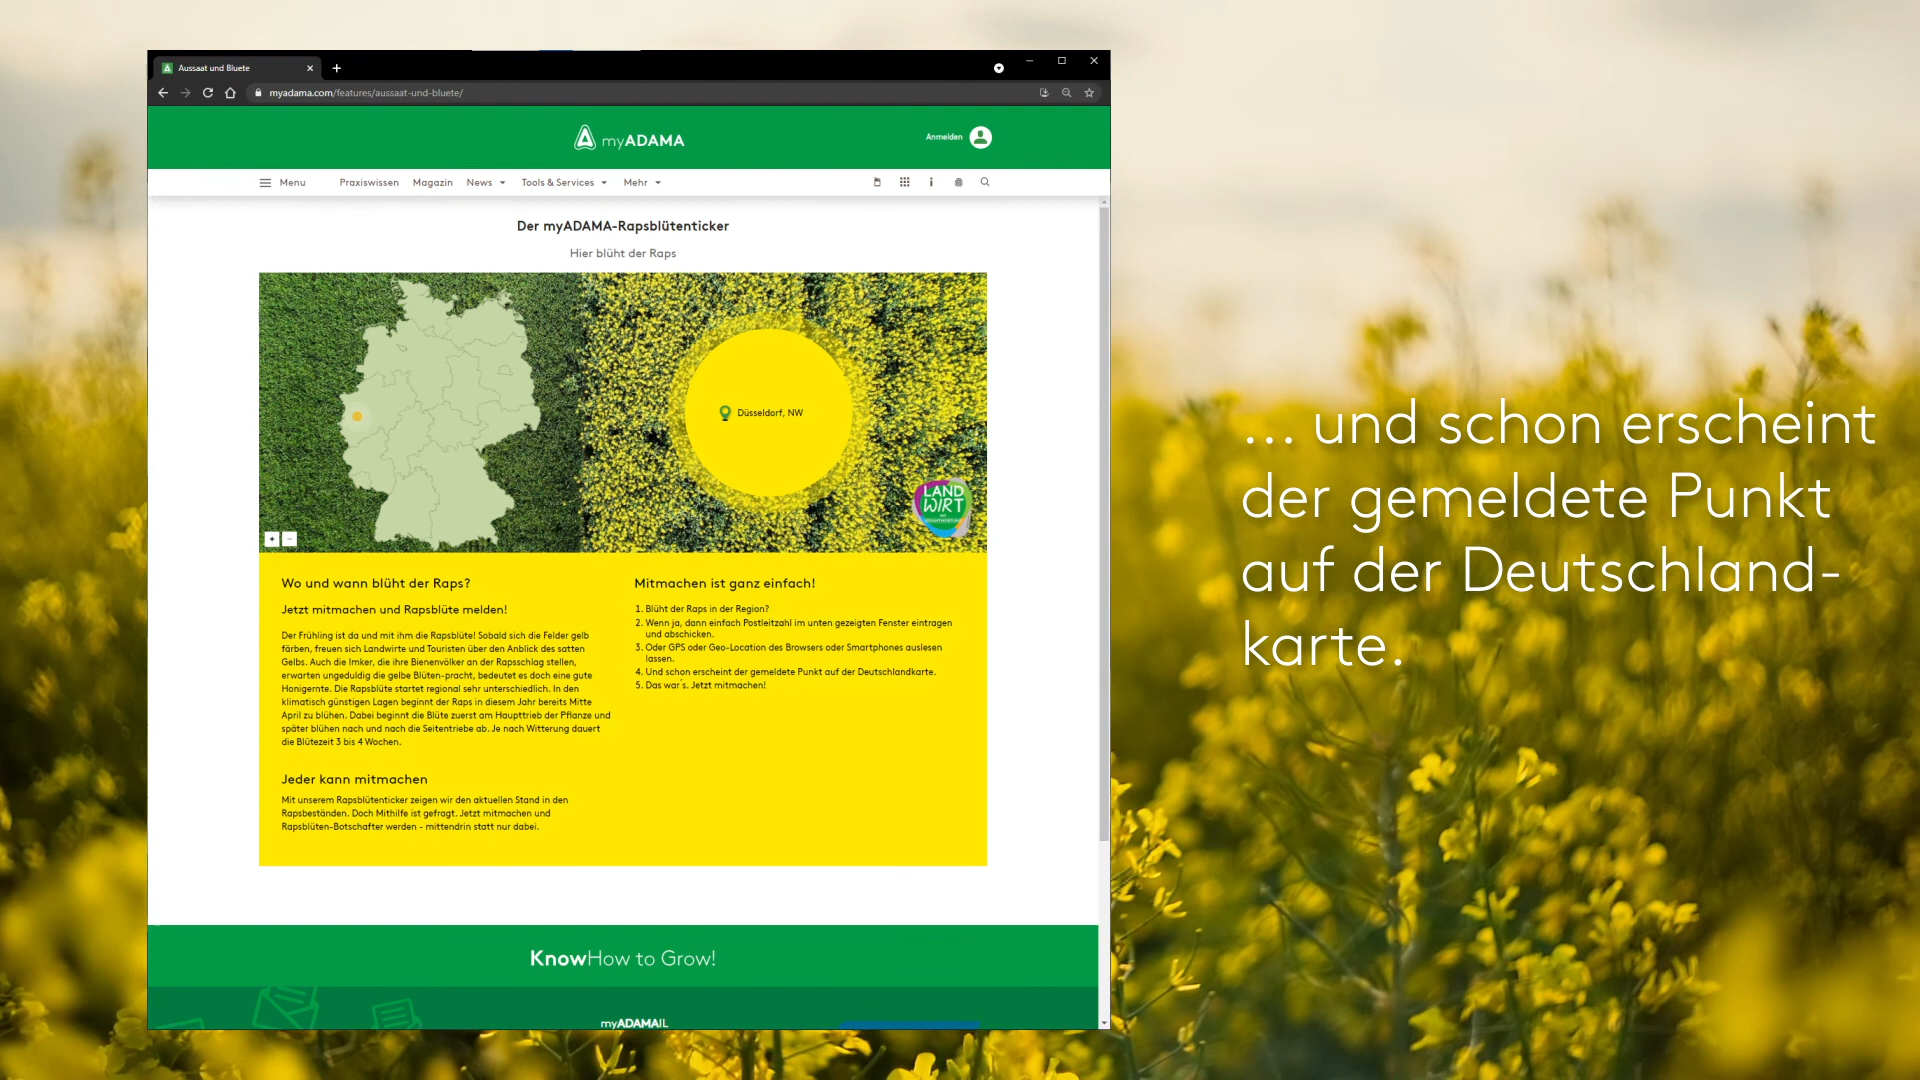 Aussaat und Bluete
myadama.com/features/aussaat-und-bluete/
myADAMA
Anmelden
Menu Praxiswissen Magazin News Tools & Services Mehr
Der myADAMA-Rapsblütenticker
Hier blüht der Raps
Düsseldorf, NW
LAND
WIRT
Wo und wann blüht der Raps?
Jetzt mitmachen und Rapsblüte melden!
Der Frühling ist da und mit ihm die Rapsblüte! Sobald sich die Felder gelb
färben, freuen sich Landwirte und Touristen über den Anblick des satten
Gelbs. Auch die Imker, die ihre Bienenvölker an der Rapsschlag stellen,
erwarten ungeduldig die gelbe Blüten-pracht, bedeutet es doch eine gute
Honigernte. Die Rapsblüte startet regional sehr unterschiedlich. In den
klimatisch günstigen Lagen beginnt der Raps in diesem Jahr bereits Mitte
April zu blühen. Dabei beginnt die Blüte zuerst am Haupttrieb der Pflanze und
später blühen nach und nach die Seitentriebe ab. Je nach Witterung dauert
die Blütezeit 3 bis 4 Wochen.
Jeder kann mitmachen
Mit unserem Rapsblütenticker zeigen wir den aktuellen Stand in den
Rapsbeständen. Doch Mithilfe ist gefragt. Jetzt mitmachen und
Rapsblüten-Botschafter werden - mittendrin statt nur dabei.
Mitmachen ist ganz einfach!
1. Blüht der Raps in der Region?
2. Wenn ja, dann einfach Postleitzahl im unten gezeigten Fenster eintragen
und abschicken.
3. Oder GPS oder Geo-Location des Browsers oder Smartphones auslesen
lassen.
4. Und schon erscheint der gemeldete Punkt auf der Deutschlandkarte.
5. Das war´s. Jetzt mitmachen!
KnowHow to Grow!
myADAMAIL
... und schon erscheint
der gemeldete Punkt
auf der Deutschland-
karte.